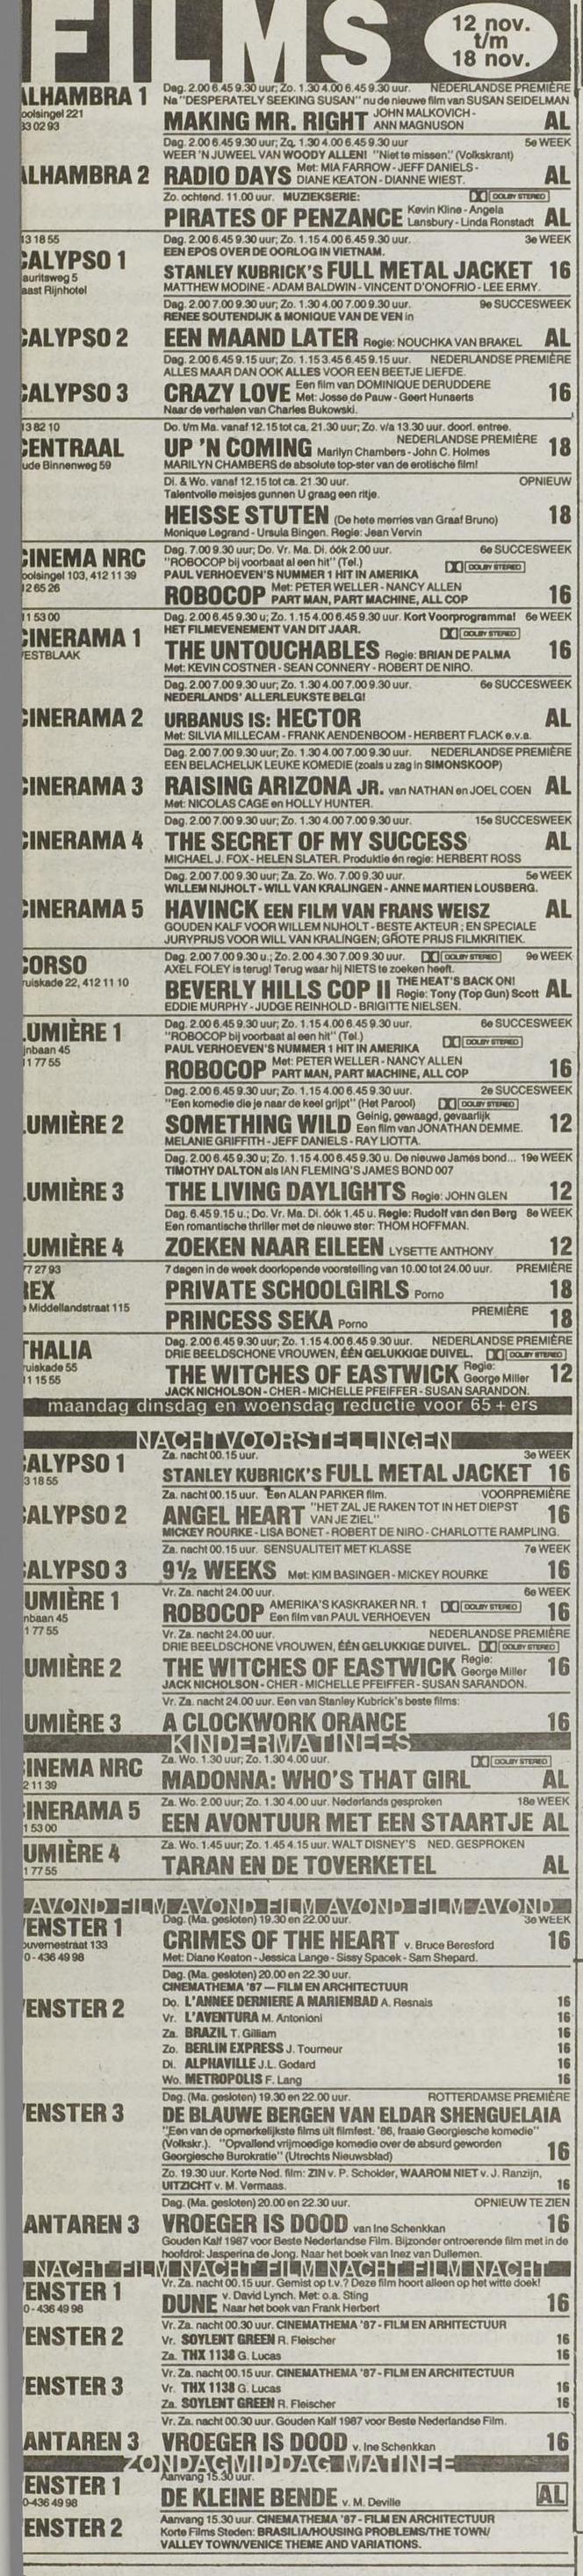 FILMS
12 nov.
t/m
18 nov.
ALHAMBRA 1
oolsingel 221
33 02 93
Dag. 2.00 6.45 9.30 uur; Zo. 1.30 4.00 6.45 9.30 uur. NEDERLANDSE PREMIÈRE
Na "DESPERATELY SEEKING SUSAN" nu de nieuwe film van SUSAN SEIDELMAN
MAKING MR. RIGHT JOHN MALKOVICH - ANN MAGNUSON AL
Dag. 2.00 6.45 9.30 uur; Zo. 1.30 4.00 6.45 9.30 uur 5e WEEK
WEER 'N JUWEEL VAN WOODY ALLEN! "Niet te missen." (Volkskrant)
ALHAMBRA 2 RADIO DAYS Met: MIA FARROW - JEFF DANIELS - DIANE KEATON - DIANNE WIEST. AL
Zo. ochtend. 11.00 uur. MUZIEKSERIE: DOLBY STEREO
PIRATES OF PENZANCE Kevin Kline - Angela Lansbury - Linda Ronstadt AL
13 18 55
CALYPSO 1
auritsweg 5
aast Rijnhotel
Dag. 2.00 6.45 9.30 uur; Zo. 1.15 4.00 6.45 9.30 uur. 3e WEEK
EEN EPOS OVER DE OORLOG IN VIETNAM.
STANLEY KUBRICK'S FULL METAL JACKET 16
MATTHEW MODINE - ADAM BALDWIN - VINCENT D'ONOFRIO - LEE ERMY.
Dag. 2.00 7.00 9.30 uur; Zo. 1.30 4.00 7.00 9.30 uur. 9e SUCCESWEEK
RENEE SOUTENDIJK & MONIQUE VAN DE VEN in
ALYPSO 2 EEN MAAND LATER Regie: NOUCHKA VAN BRAKEL AL
Dag. 2.00 6.45 9.15 uur; Zo. 1.15 3.45 6.45 9.15 uur. NEDERLANDSE PREMIÈRE
ALLES MAAR DAN OOK ALLES VOOR EEN BEETJE LIEFDE.
ALYPSO 3 CRAZY LOVE Een film van DOMINIQUE DERUDDERE Met: Josse de Pauw - Geert Hunaerts 16
Naar de verhalen van Charles Bukowski.
13 82 10
CENTRAAL
ude Binnenweg 59
Do. t/m Ma. vanaf 12.15 tot ca. 21.30 uur; Zo. v/a 13.30 uur. doorl. entree.
NEDERLANDSE PREMIÈRE
UP 'N COMING Marilyn Chambers - John C. Holmes 18
MARILYN CHAMBERS de absolute top-ster van de erotische film!
Di. & Wo. vanaf 12.15 tot ca. 21.30 uur. OPNIEUW
Talentvolle meisjes gunnen U graag een ritje.
HEISSE STUTEN (De hete merries van Graaf Bruno) 18
Monique Legrand - Ursula Bingen. Regie: Jean Vervin
CINEMA NRC
oolsingel 103, 412 11 39
12 65 26
Dag. 7.00 9.30 uur; Do. Vr. Ma. Di. óók 2.00 uur. 6e SUCCESWEEK
"ROBOCOP bij voorbaat al een hit" (Tel.) DOLBY STEREO
PAUL VERHOEVEN'S NUMMER 1 HIT IN AMERIKA
ROBOCOP Met: PETER WELLER - NANCY ALLEN PART MAN, PART MACHINE, ALL COP 16
11 53 00
CINERAMA 1
ESTBLAAK
Dag. 2.00 6.45 9.30 u; Zo. 1.15 4.00 6.45 9.30 uur. Kort Voorprogramma! 6e WEEK
HET FILMEVENEMENT VAN DIT JAAR. DOLBY STEREO
THE UNTOUCHABLES Regie: BRIAN DE PALMA 16
Met: KEVIN COSTNER - SEAN CONNERY - ROBERT DE NIRO.
Dag. 2.00 7.00 9.30 uur; Zo. 1.30 4.00 7.00 9.30 uur. 6e SUCCESWEEK
NEDERLANDS' ALLERLEUKSTE BELG!
CINERAMA 2 URBANUS IS: HECTOR AL
Met: SILVIA MILLECAM - FRANK AENDENBOOM - HERBERT FLACK e.v.a.
Dag. 2.00 7.00 9.30 uur; Zo. 1.30 4.00 7.00 9.30 uur. NEDERLANDSE PREMIÈRE
EEN BELACHELIJK LEUKE KOMEDIE (zoals u zag in SIMONSKOOP)
CINERAMA 3 RAISING ARIZONA JR. van NATHAN en JOEL COEN AL
Met: NICOLAS CAGE en HOLLY HUNTER.
Dag. 2.00 7.00 9.30 uur; Zo. 1.30 4.00 7.00 9.30 uur. 15e SUCCESWEEK
CINERAMA 4 THE SECRET OF MY SUCCESS AL
MICHAEL J. FOX - HELEN SLATER. Produktie én regie: HERBERT ROSS
Dag. 2.00 7.00 9.30 uur; Za. Zo. Wo. 7.00 9.30 uur. 5e WEEK
WILLEM NIJHOLT - WILL VAN KRALINGEN - ANNE MARTIEN LOUSBERG.
CINERAMA 5 HAVINCK EEN FILM VAN FRANS WEISZ AL
GOUDEN KALF VOOR WILLEM NIJHOLT - BESTE AKTEUR; EN SPECIALE
JURYPRIJS VOOR WILL VAN KRALINGEN; GROTE PRIJS FILMKRITIEK.
CORSO
ruiskade 22, 412 11 10
Dag. 2.00 7.00 9.30 u.; Zo. 2.00 4.30 7.00 9.30 uur. DOLBY STEREO 9e WEEK
AXEL FOLEY is terug! Terug waar hij NIETS te zoeken heeft.
BEVERLY HILLS COP II THE HEAT'S BACK ON! Regie: Tony (Top Gun) Scott AL
EDDIE MURPHY - JUDGE REINHOLD - BRIGITTE NIELSEN.
LUMIÈRE 1
jnbaan 45
1 77 55
Dag. 2.00 6.45 9.30 uur; Zo. 1.15 4.00 6.45 9.30 uur. 6e SUCCESWEEK
"ROBOCOP bij voorbaat al een hit" (Tel.) DOLBY STEREO
PAUL VERHOEVEN'S NUMMER 1 HIT IN AMERIKA
ROBOCOP Met: PETER WELLER - NANCY ALLEN PART MAN, PART MACHINE, ALL COP 16
Dag. 2.00 6.45 9.30 uur; Zo. 1.15 4.00 6.45 9.30 uur. 2e SUCCESWEEK
"Een komedie die je naar de keel grijpt" (Het Parool) DOLBY STEREO
LUMIÈRE 2 SOMETHING WILD Geinig, gewaagd, gevaarlijk Een film van JONATHAN DEMME. 12
MELANIE GRIFFITH - JEFF DANIELS - RAY LIOTTA.
Dag. 2.00 6.45 9.30 u; Zo. 1.15 4.00 6.45 9.30 u. De nieuwe James bond... 19e WEEK
TIMOTHY DALTON als IAN FLEMING'S JAMES BOND 007
LUMIÈRE 3 THE LIVING DAYLIGHTS Regie: JOHN GLEN 12
Dag. 6.45 9.15 u.; Do. Vr. Ma. Di. óók 1.45 u. Regie: Rudolf van den Berg 8e WEEK
Een romantische thriller met de nieuwe ster: THOM HOFFMAN.
LUMIÈRE 4 ZOEKEN NAAR EILEEN LYSETTE ANTHONY 12
77 27 93
REX
Middellandstraat 115
7 dagen in de week doorlopende voorstelling van 10.00 tot 24.00 uur. PREMIÈRE
PRIVATE SCHOOLGIRLS Porno 18
PREMIÈRE
PRINCESS SEKA Porno 18
THALIA
ruiskade 55
11 15 55
Dag. 2.00 6.45 9.30 uur; Zo. 1.15 4.00 6.45 9.30 uur. NEDERLANDSE PREMIÈRE
DRIE BEELDSCHONE VROUWEN, ÉÉN GELUKKIGE DUIVEL. DOLBY STEREO
THE WITCHES OF EASTWICK Regie: George Miller 12
JACK NICHOLSON - CHER - MICHELLE PFEIFFER - SUSAN SARANDON.
maandag dinsdag en woensdag reductie voor 65+ ers
NACHTVOORSTELLINGEN
ALYPSO 1
3 18 55
Za. nacht 00.15 uur. 3e WEEK
STANLEY KUBRICK'S FULL METAL JACKET 16
Za. nacht 00.15 uur. Een ALAN PARKER film. VOORPREMIÈRE
ALYPSO 2 ANGEL HEART "HET ZAL JE RAKEN TOT IN HET DIEPST VAN JE ZIEL" 16
MICKEY ROURKE - LISA BONET - ROBERT DE NIRO - CHARLOTTE RAMPLING.
Za. nacht 00.15 uur. SENSUALITEIT MET KLASSE 7e WEEK
ALYPSO 3 9½ WEEKS Met: KIM BASINGER - MICKEY ROURKE 16
UMIÈRE 1
nbaan 45
1 77 55
Vr. Za. nacht 24.00 uur. 6e WEEK
ROBOCOP AMERIKA'S KASKRAKER NR. 1 Een film van PAUL VERHOEVEN DOLBY STEREO 16
Vr. Za. nacht 24.00 uur. NEDERLANDSE PREMIÈRE
DRIE BEELDSCHONE VROUWEN, ÉÉN GELUKKIGE DUIVEL. DOLBY STEREO
UMIÈRE 2 THE WITCHES OF EASTWICK Regie: George Miller 16
JACK NICHOLSON - CHER - MICHELLE PFEIFFER - SUSAN SARANDON.
Vr. Za. nacht 24.00 uur. Een van Stanley Kubrick's beste films:
UMIÈRE 3 A CLOCKWORK ORANCE 16
KINDERMATINEES
INEMA NRC
2 11 39
Za. Wo. 1.30 uur; Zo. 1.30 4.00 uur. DOLBY STEREO
MADONNA: WHO'S THAT GIRL AL
INERAMA 5
1 53 00
Za. Wo. 2.00 uur; Zo. 1.30 4.00 uur. Nederlands gesproken 18e WEEK
EEN AVONTUUR MET EEN STAARTJE AL
UMIÈRE 4
1 77 55
Za. Wo. 1.45 uur; Zo. 1.45 4.15 uur. WALT DISNEY'S NED. GESPROKEN
TARAN EN DE TOVERKETEL AL
AVOND FILM AVOND FILM AVOND FILM AVOND
ENSTER 1
ouvernestraat 133
0 - 436 49 98
Dag. (Ma. gesloten) 19.30 en 22.00 uur. 3e WEEK
CRIMES OF THE HEART v. Bruce Beresford 16
Met: Diane Keaton - Jessica Lange - Sissy Spacek - Sam Shepard.
Dag. (Ma. gesloten) 20.00 en 22.30 uur.
CINEMATHEMA '87 — FILM EN ARCHITECTUUR
ENSTER 2
Do. L'ANNEE DERNIERE A MARIENBAD A. Resnais 16
Vr. L'AVENTURA M. Antonioni 16
Za. BRAZIL T. Gilliam 16
Zo. BERLIN EXPRESS J. Tourneur 16
Di. ALPHAVILLE J.L. Godard 16
Wo. METROPOLIS F. Lang 16
Dag. (Ma. gesloten) 19.30 en 22.00 uur. ROTTERDAMSE PREMIÈRE
ENSTER 3 DE BLAUWE BERGEN VAN ELDAR SHENGUELAIA
"Een van de opmerkelijkste films uit filmfest. '86, fraaie Georgiesche komedie"
(Volkskr.). "Opvallend vrijmoedige komedie over de absurd geworden
Georgiesche Burokratie" (Utrechts Nieuwsblad) 16
Zo. 19.30 uur. Korte Ned. film: ZIN v. P. Scholder, WAAROM NIET v. J. Ranzijn,
UITZICHT v. M. Vermaas. 16
Dag. (Ma. gesloten) 20.00 en 22.30 uur. OPNIEUW TE ZIEN
ANTAREN 3 VROEGER IS DOOD van Ine Schenkkan 16
Gouden Kalf 1987 voor Beste Nederlandse Film. Bijzonder ontroerende film met in de
hoofdrol: Jasperina de Jong. Naar het boek van Inez van Dullemen.
NACHT FILM NACHT FILM NACHT FILM NACHT
ENSTER 1
0 - 436 49 98
Vr. Za. nacht 00.15 uur. Gemist op t.v.? Deze film hoort alleen op het witte doek!
DUNE v. David Lynch. Met: o.a. Sting Naar het boek van Frank Herbert 16
Vr. Za. nacht 00.30 uur. CINEMATHEMA '87 - FILM EN ARHITECTUUR
ENSTER 2
Vr. SOYLENT GREEN R. Fleischer 16
Za. THX 1138 G. Lucas 16
Vr. Za. nacht 00.15 uur. CINEMATHEMA '87 - FILM EN ARCHITECTUUR
ENSTER 3
Vr. THX 1138 G. Lucas 16
Za. SOYLENT GREEN R. Fleischer 16
Vr. Za. nacht 00.30 uur. Gouden Kalf 1987 voor Beste Nederlandse Film.
ANTAREN 3 VROEGER IS DOOD v. Ine Schenkkan 16
ZONDAGMIDDAG MATINEE
ENSTER 1
0-436 49 98
Aanvang 15.30 uur.
DE KLEINE BENDE v. M. Deville AL
ENSTER 2
Aanvang 15.30 uur. CINEMATHEMA '87 - FILM EN ARCHITECTUUR
Korte Films Steden: BRASILIA/HOUSING PROBLEMS/THE TOWN/
VALLEY TOWN/VENICE THEME AND VARIATIONS.